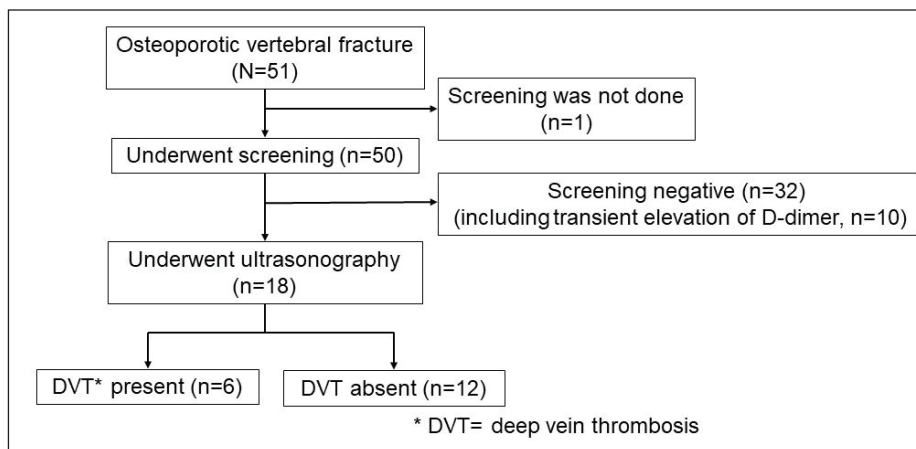 Osteoporotic vertebral fracture
(N=51)
Screening was not done
(n=1)
Underwent screening (n=50)
Screening negative (n=32)
(including transient elevation of D-dimer, n=10)
Underwent ultrasonography
(n=18)
DVT* present (n=6)
DVT absent (n=12)
* DVT= deep vein thrombosis